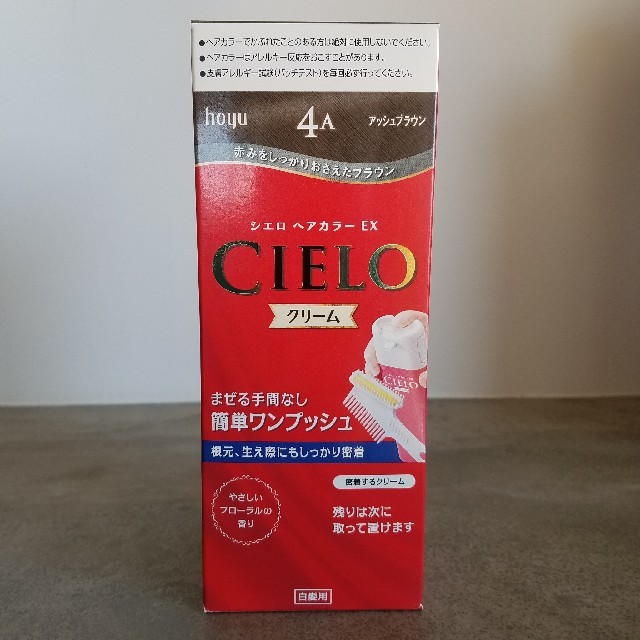 ●ヘアカラーでかぶれたことのある方は絶対に使用しないでください。
●ヘアカラーはアレルギー反応をおこすことがあります。
●皮膚アレルギー試験(パッチテスト)を毎回必ず行ってください。
hoyu 4A アッシュブラウン
赤みをしっかりおさえたブラウン
シエロ ヘアカラー EX
CIELO
クリーム
CIELO
まぜる手間なし
簡単ワンプッシュ
根元、生え際にもしっかり密着
密着するクリーム
やさしい
フローラルの
香り
残りは次に
取って置けます
白髪用